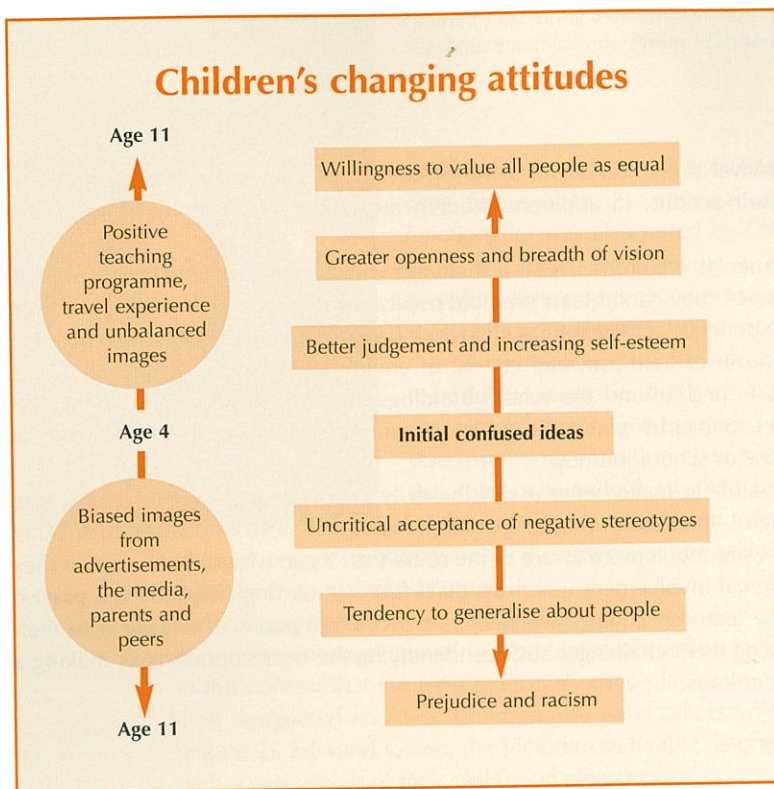 Children's changing attitudes
Age 11
Positive
teaching
programme,
travel experience
and unbalanced
images
Age 4
Biased images
from
advertisements,
the media,
parents and
peers
Age 11
Willingness to value all people as equal
Greater openness and breadth of vision
Better judgement and increasing self-esteem
Initial confused ideas
Uncritical acceptance of negative stereotypes
Tendency to generalise about people
Prejudice and racism